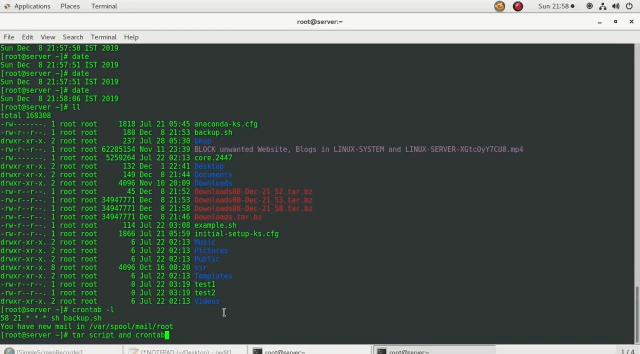 Applications Places Terminal Sun 21:58
root@server:~
File Edit View Search Terminal Help
Sun Dec 8 21:57:50 IST 2019
[root@server ~]# date
Sun Dec 8 21:57:51 IST 2019
[root@server ~]# date
Sun Dec 8 21:57:51 IST 2019
[root@server ~]# date
Sun Dec 8 21:58:06 IST 2019
[root@server ~]# ll
total 168308
-rw-------. 1 root root 1818 Jul 21 05:45 anaconda-ks.cfg
-rw-r--r--. 1 root root 188 Dec 8 21:53 backup.sh
drwxr-xr-x. 2 root root 237 Jul 28 05:30
-rw-r--r--. 1 root root 62205154 Nov 11 23:39 BLOCK unwanted Website, Blogs in LINUX-SYSTEM and LINUX-SERVER-XGtcOyY7CU8.mp4
-rw-------. 1 root root 5259264 Jul 22 02:13 core.2447
drwxr-xr-x. 2 root root 132 Dec 1 22:41 Desktop
drwxr-xr-x. 2 root root 149 Dec 8 21:44 Documents
drwxr-xr-x. 2 root root 4096 Nov 10 20:09 Downloads
-rw-r--r--. 1 root root 45 Dec 8 21:52 Downloads08-Dec-21_52.tar.bz
-rw-r--r--. 1 root root 34947771 Dec 8 21:53 Downloads08-Dec-21_53.tar.bz
-rw-r--r--. 1 root root 34947771 Dec 8 21:58 Downloads08-Dec-21_58.tar.bz
-rw-r--r--. 1 root root 34947771 Dec 8 21:46 Downloads.tar.bz
-rw-r--r--. 1 root root 114 Jul 22 03:08 example.sh
-rw-r--r--. 1 root root 1866 Jul 21 05:59 initial-setup-ks.cfg
drwxr-xr-x. 2 root root 6 Jul 22 02:13 Music
drwxr-xr-x. 2 root root 6 Jul 22 02:13 Pictures
drwxr-xr-x. 2 root root 6 Jul 22 02:13 Public
drwxr-xr-x. 8 root root 4096 Oct 16 00:20
drwxr-xr-x. 2 root root 6 Jul 22 02:13 Templates
-rw-r--r--. 1 root root 0 Jul 22 03:19 test1
-rw-r--r--. 1 root root 0 Jul 22 03:19 test2
drwxr-xr-x. 2 root root 6 Jul 22 02:13 Videos
[root@server ~]# crontab -l
58 21 * * * sh backup.sh
You have new mail in /var/spool/mail/root
[root@server ~]# tar script and crontab
[SimpleScreenRecorder] [*NOTEPAD (~/Desktop) - gedit] root@server:~ root@server:~